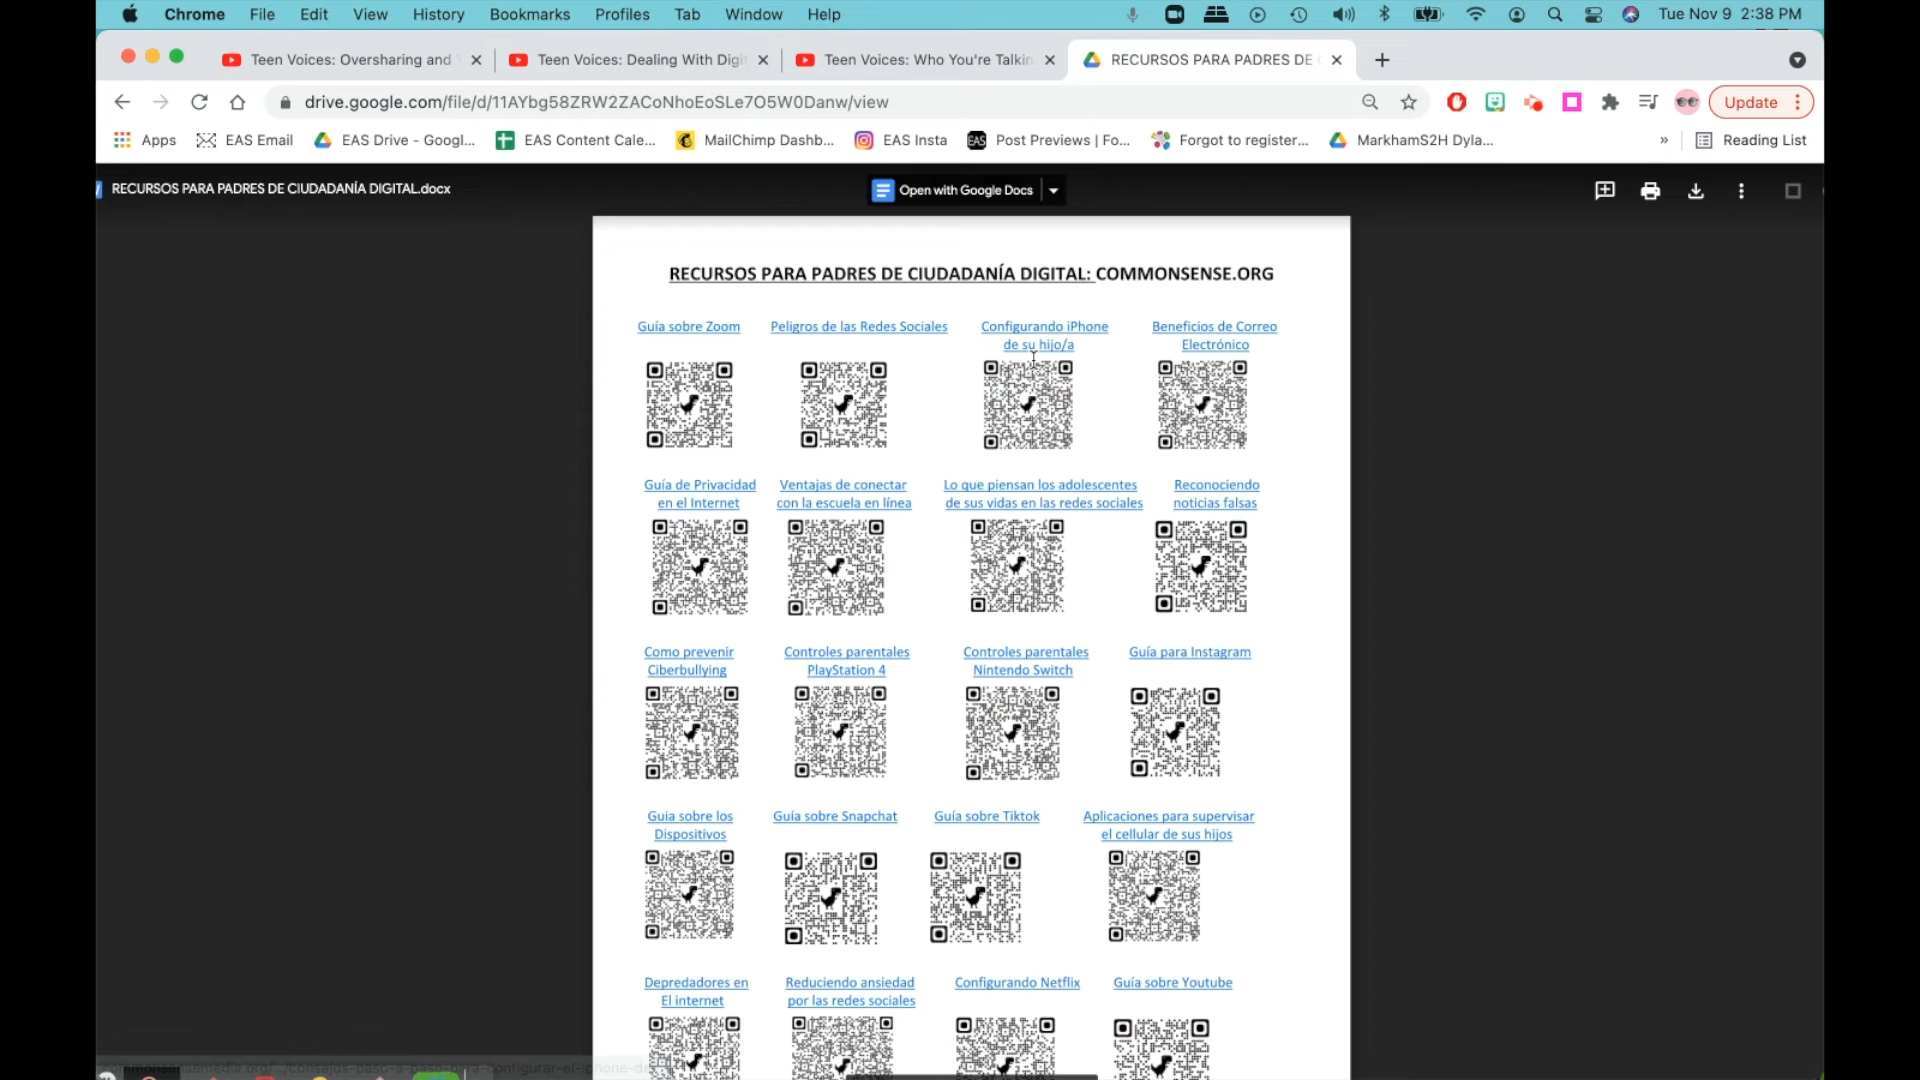 Chrome File Edit View History Bookmarks Profiles Tab Window Help Tue Nov 9 2:38 PM
Teen Voices: Oversharing and Teen Voices: Dealing With Digi Teen Voices: Who You're Talkin RECURSOS PARA PADRES DE
drive.google.com/file/d/11AYbg58ZRW2ZACoNhoEoSLe7O5W0Danw/view Update
Apps EAS Email EAS Drive - Googl... EAS Content Cale... MailChimp Dashb... EAS Insta EAS Post Previews | Fo... Forgot to register... MarkhamS2H Dyla... » Reading List
RECURSOS PARA PADRES DE CIUDADANÍA DIGITAL.docx Open with Google Docs
RECURSOS PARA PADRES DE CIUDADANÍA DIGITAL: COMMONSENSE.ORG
Guía sobre Zoom Peligros de las Redes Sociales Configurando iPhone Beneficios de Correo
de su hijo/a Electrónico
Guía de Privacidad Ventajas de conectar Lo que piensan los adolescentes Reconociendo
en el Internet con la escuela en línea de sus vidas en las redes sociales noticias falsas
Como prevenir Controles parentales Controles parentales Guía para Instagram
Ciberbullying PlayStation 4 Nintendo Switch
Guia sobre los Guía sobre Snapchat Guía sobre Tiktok Aplicaciones para supervisar
Dispositivos el cellular de sus hijos
Depredadores en Reduciendo ansiedad Configurando Netflix Guía sobre Youtube
El internet por las redes sociales